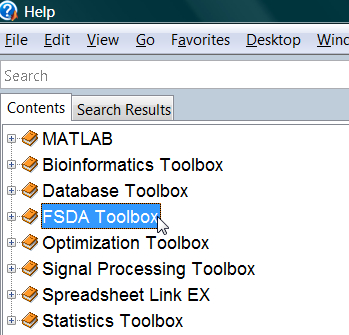 Help
File Edit View Go Favorites Desktop
Search
Contents Search Results
MATLAB
Bioinformatics Toolbox
Database Toolbox
FSDA Toolbox
Optimization Toolbox
Signal Processing Toolbox
Spreadsheet Link EX
Statistics Toolbox